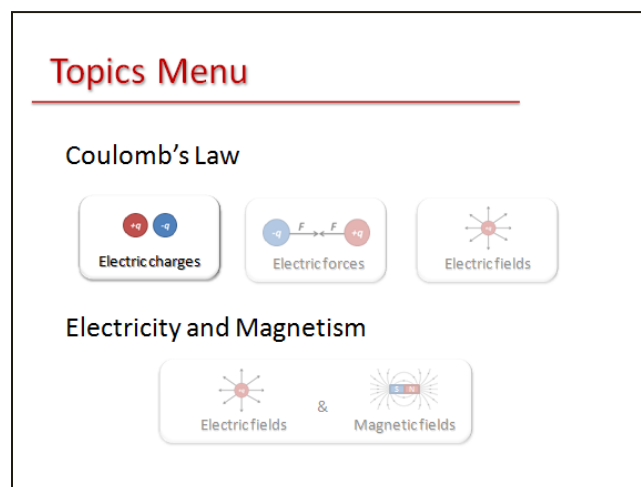 Topics Menu
Coulomb's Law
+q -q
Electric charges
-q F F +q
Electric forces
Electric fields
Electricity and Magnetism
Electric fields
&
S N
Magnetic fields